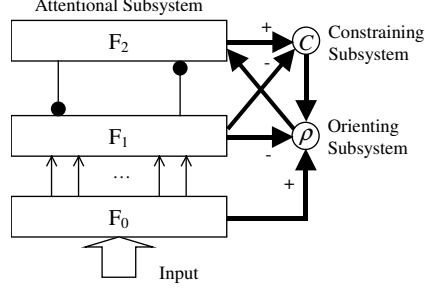 Attentional Subsystem
F2
+
C
Constraining
Subsystem
-
F1
ρ
Orienting
Subsystem
-
...
+
F0
Input